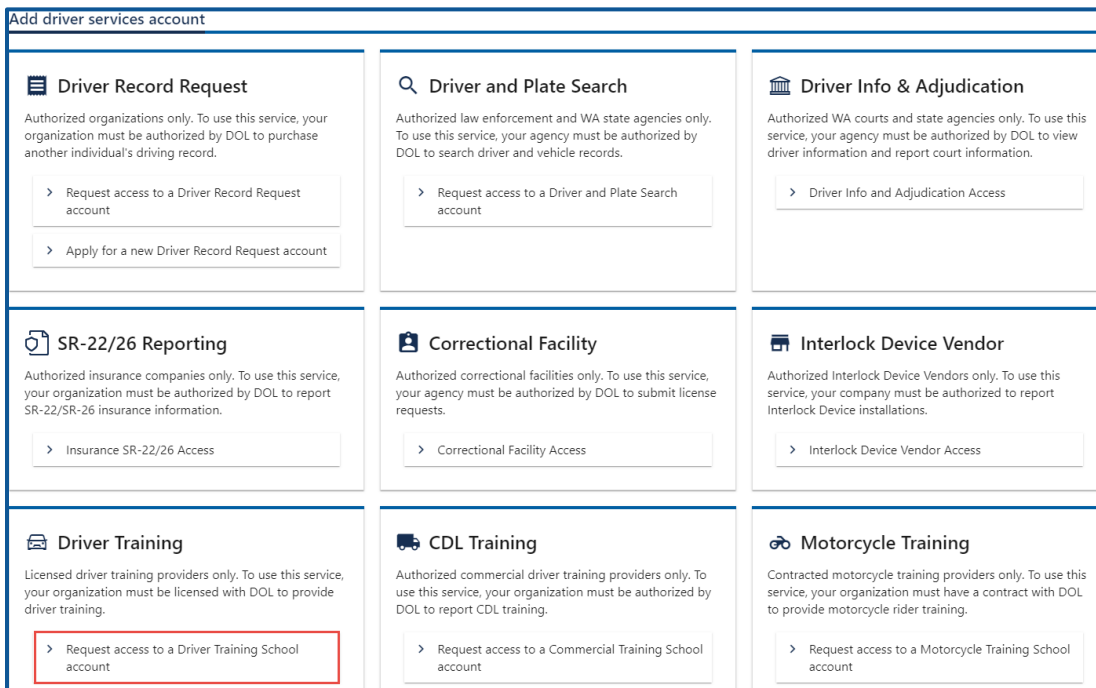 Add driver services account
Driver Record Request
Authorized organizations only. To use this service, your
organization must be authorized by DOL to purchase
another individual's driving record.
Request access to a Driver Record Request
account
Apply for a new Driver Record Request account
Driver and Plate Search
Authorized law enforcement and WA state agencies only.
To use this service, your agency must be authorized by
DOL to search driver and vehicle records.
Request access to a Driver and Plate Search
account
Driver Info & Adjudication
Authorized WA courts and state agencies only. To use this
service, your agency must be authorized by DOL to view
driver information and report court information.
Driver Info and Adjudication Access
SR-22/26 Reporting
Authorized insurance companies only. To use this service,
your organization must be authorized by DOL to report
SR-22/SR-26 insurance information.
Insurance SR-22/26 Access
Correctional Facility
Authorized correctional facilities only. To use this service,
your agency must be authorized by DOL to submit license
requests.
Correctional Facility Access
Interlock Device Vendor
Authorized Interlock Device Vendors only. To use this
service, your company must be authorized to report
Interlock Device installations.
Interlock Device Vendor Access
Driver Training
Licensed driver training providers only. To use this service,
your organization must be licensed with DOL to provide
driver training.
Request access to a Driver Training School
account
CDL Training
Authorized commercial driver training providers only. To
use this service, your organization must be authorized by
DOL to report CDL training.
Request access to a Commercial Training School
account
Motorcycle Training
Contracted motorcycle training providers only. To use this
service, your organization must have a contract with DOL
to provide motorcycle rider training.
Request access to a Motorcycle Training School
account